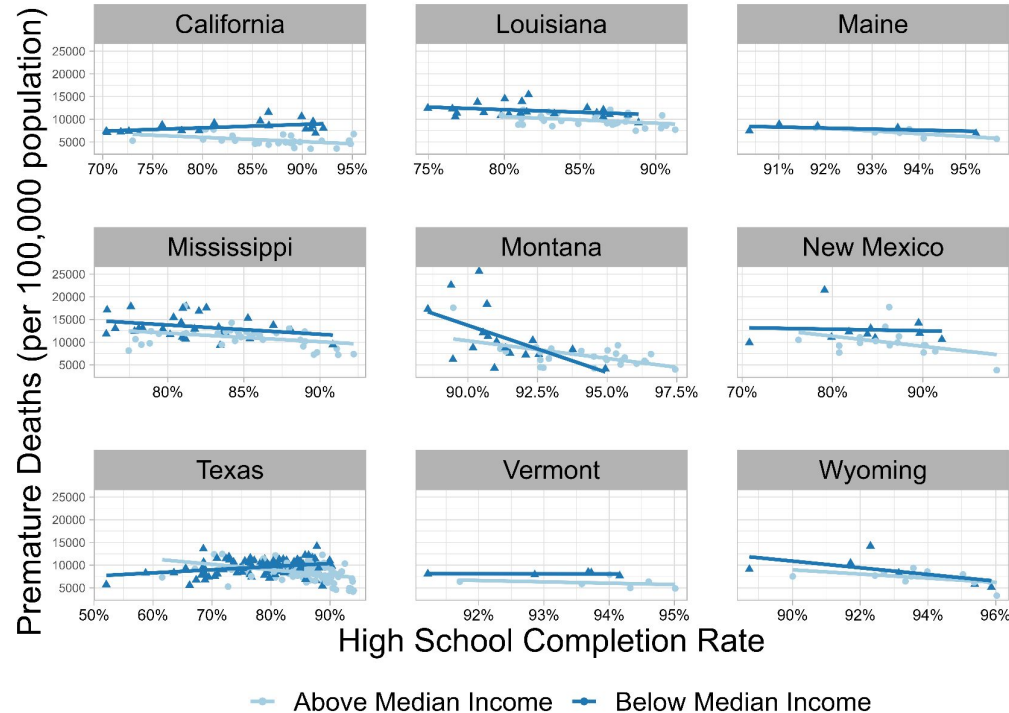 Premature Deaths (per 100,000 population)
California
Louisiana
Maine
25000
20000
15000
10000
5000
70% 75% 80% 85% 90% 95%
75% 80% 85% 90%
91% 92% 93% 94% 95%
Mississippi
Montana
New Mexico
25000
20000
15000
10000
5000
80% 85% 90%
90.0% 92.5% 95.0% 97.5%
70% 80% 90%
Texas
Vermont
Wyoming
25000
20000
15000
10000
5000
50% 60% 70% 80% 90%
92% 93% 94% 95%
90% 92% 94% 96%
High School Completion Rate
Above Median Income Below Median Income